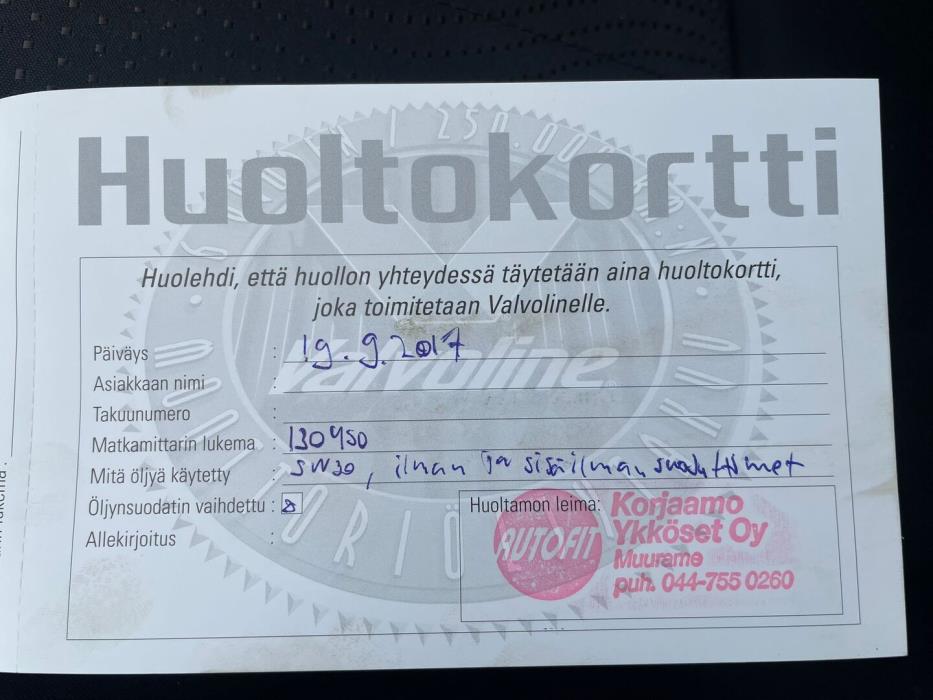 Huoltokortti
Huolehdi, että huollon yhteydessä täytetään aina huoltokortti,
joka toimitetaan Valvolinelle.
Päiväys : 19.9.2017
Valvoline
Asiakkaan nimi :
Takuunumero :
Matkamittarin lukema : 130450
Mitä öljyä käytetty : 5W30, ilman ja sisäilman suodattimet
Öljynsuodatin vaihdettu :
Allekirjoitus :
Huoltamon leima:
AUTOFIT
Korjaamo
Ykköset Oy
Muurame
puh. 044-755 0260